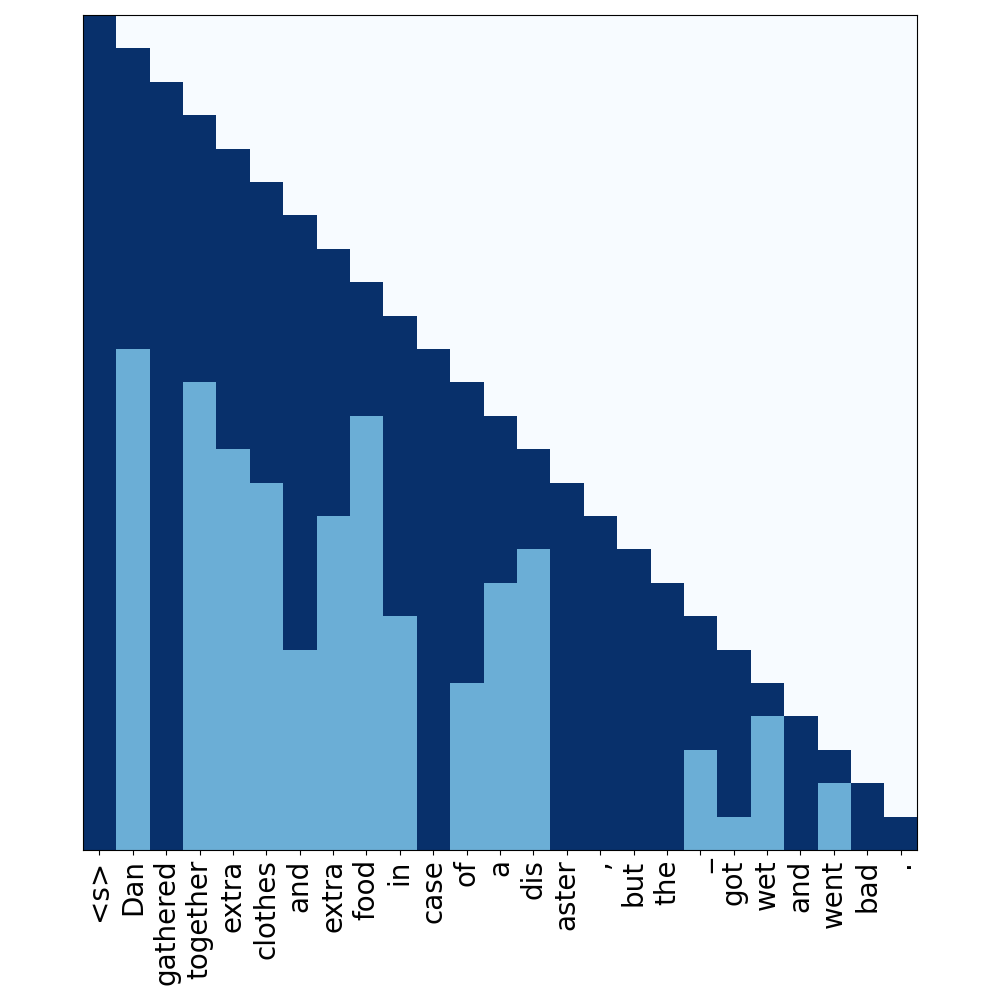 <s>
Dan
gathered
together
extra
clothes
and
extra
food
in
case
of
a
dis
aster
,
but
the
_
got
wet
and
went
bad
.